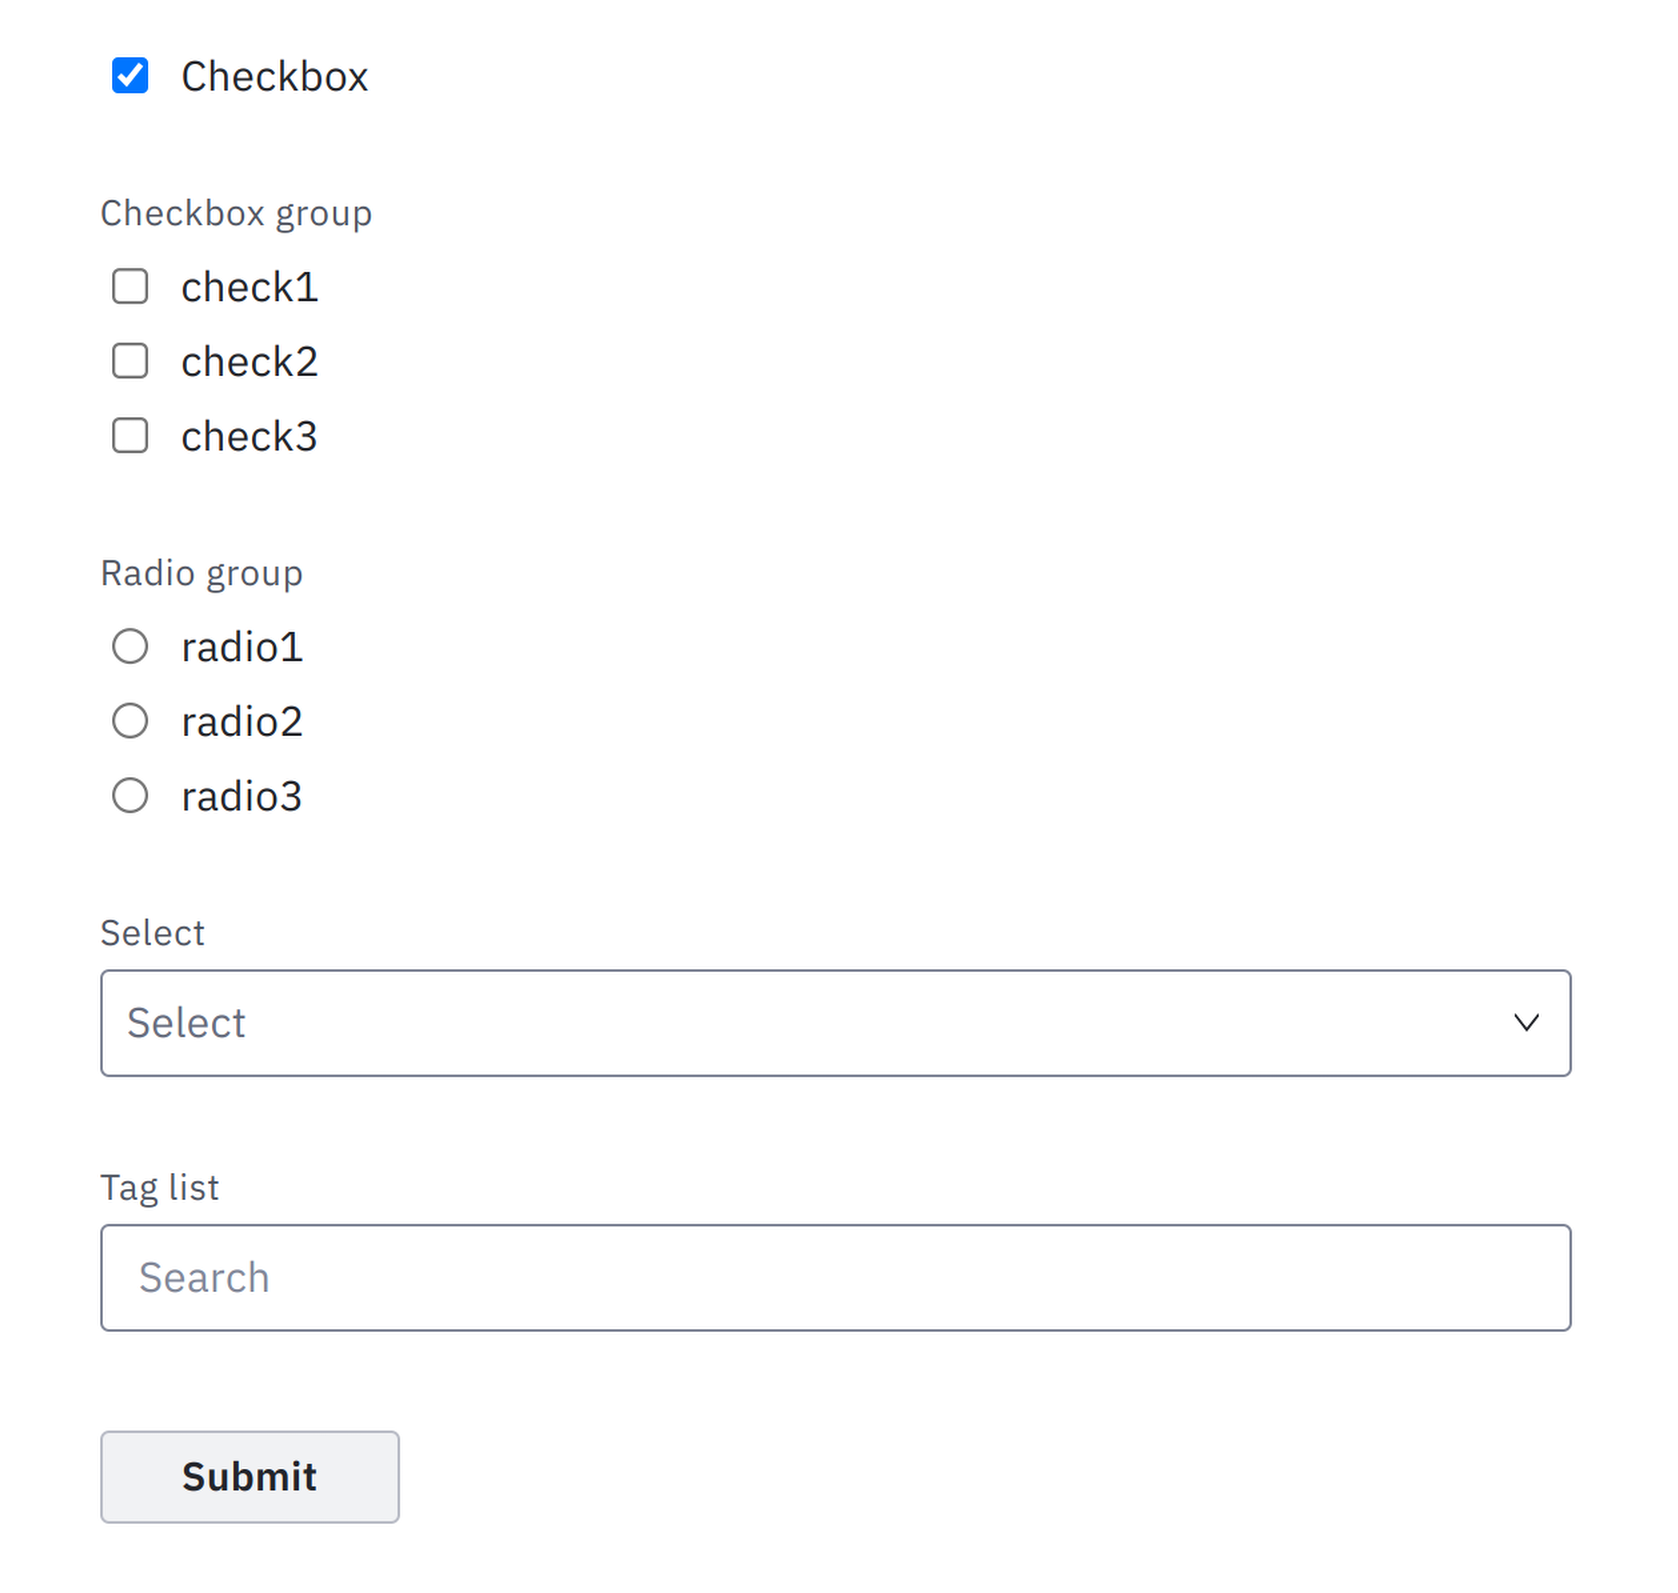 Checkbox
Checkbox group
check1
check2
check3
Radio group
radio1
radio2
radio3
Select
Select
Tag list
Search
Submit